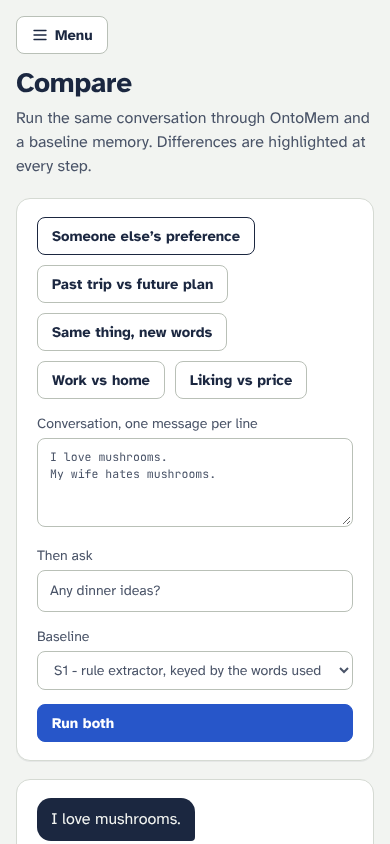 Menu
Compare
Run the same conversation through OntoMem and
a baseline memory. Differences are highlighted at
every step.
Someone else's preference
Past trip vs future plan
Same thing, new words
Work vs home
Liking vs price
Conversation, one message per line
I love mushrooms.
My wife hates mushrooms.
Then ask
Any dinner ideas?
Baseline
S1 - rule extractor, keyed by the words used
Run both
I love mushrooms.